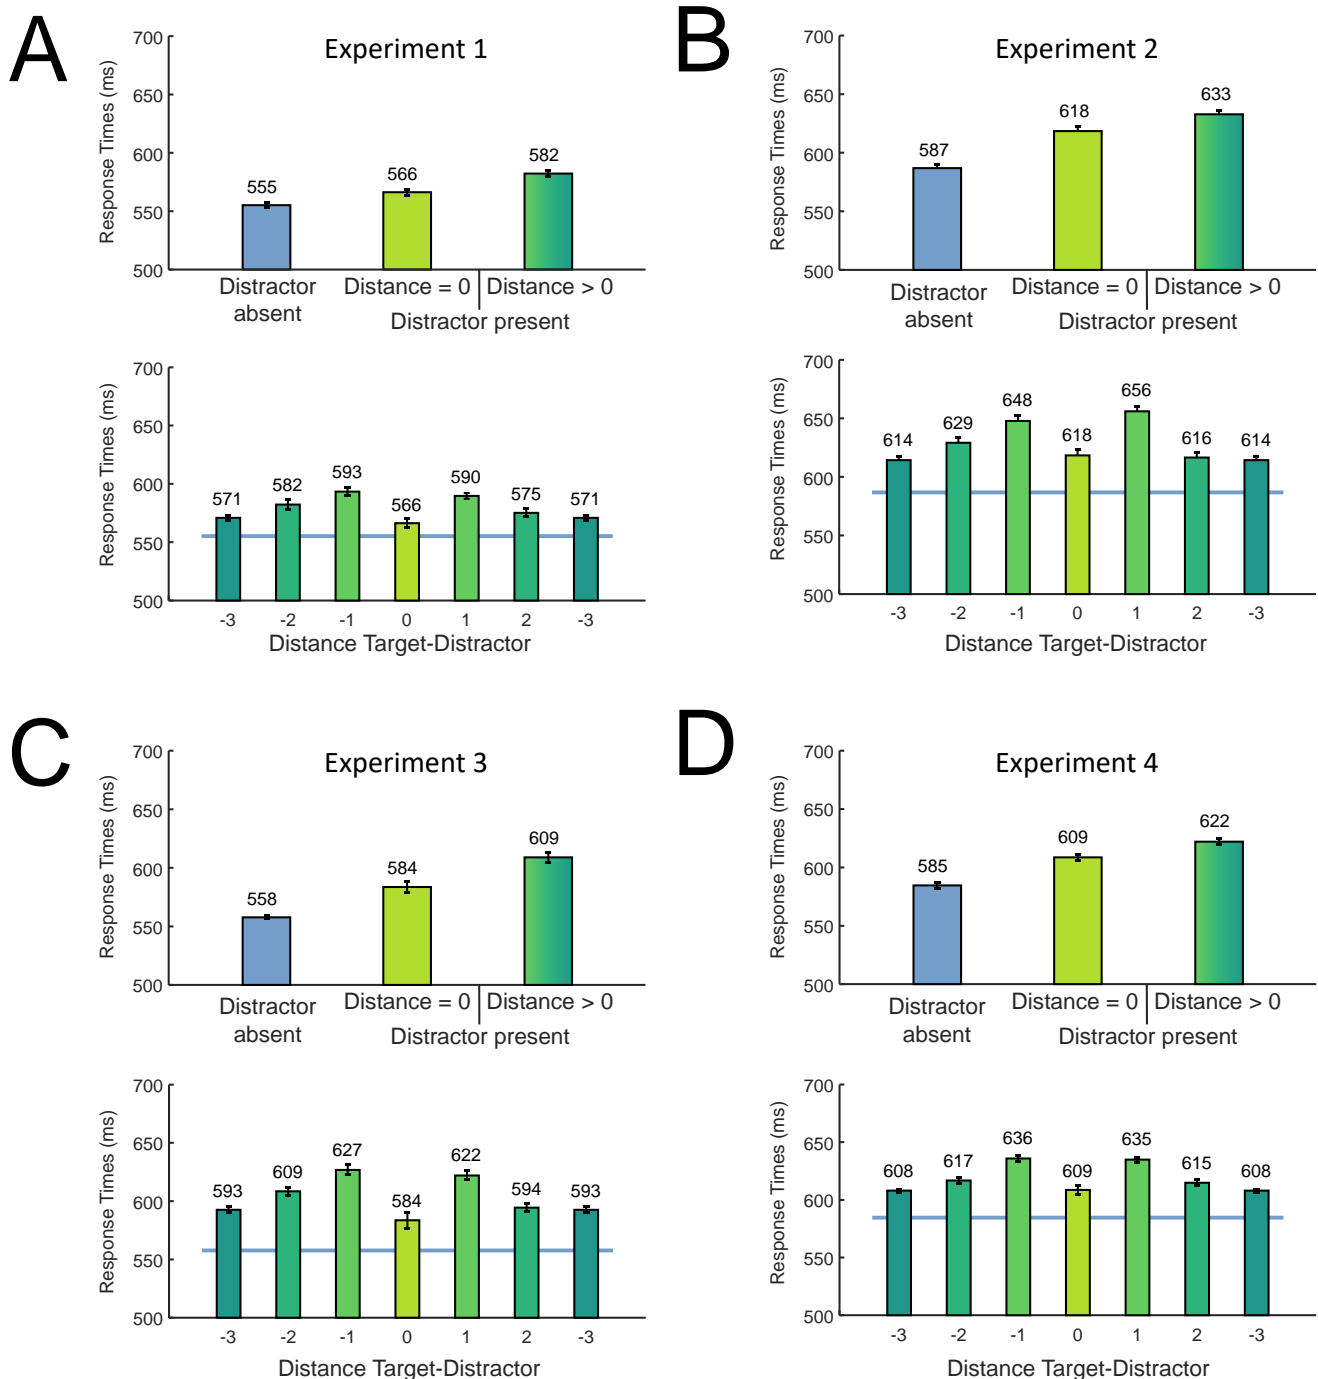 A
Experiment 1
Response Times (ms)
700
650
600
550
500
555
566
582
Distractor absent
Distance = 0
Distance > 0
Distractor present
Response Times (ms)
700
650
600
550
500
571
582
593
566
590
575
571
-3 -2 -1 0 1 2 -3
Distance Target-Distractor
B
Experiment 2
Response Times (ms)
700
650
600
550
500
587
618
633
Distractor absent
Distance = 0
Distance > 0
Distractor present
Response Times (ms)
700
650
600
550
500
614
629
648
618
656
616
614
-3 -2 -1 0 1 2 -3
Distance Target-Distractor
C
Experiment 3
Response Times (ms)
700
650
600
550
500
558
584
609
Distractor absent
Distance = 0
Distance > 0
Distractor present
Response Times (ms)
700
650
600
550
500
593
609
627
584
622
594
593
-3 -2 -1 0 1 2 -3
Distance Target-Distractor
D
Experiment 4
Response Times (ms)
700
650
600
550
500
585
609
622
Distractor absent
Distance = 0
Distance > 0
Distractor present
Response Times (ms)
700
650
600
550
500
608
617
636
609
635
615
608
-3 -2 -1 0 1 2 -3
Distance Target-Distractor